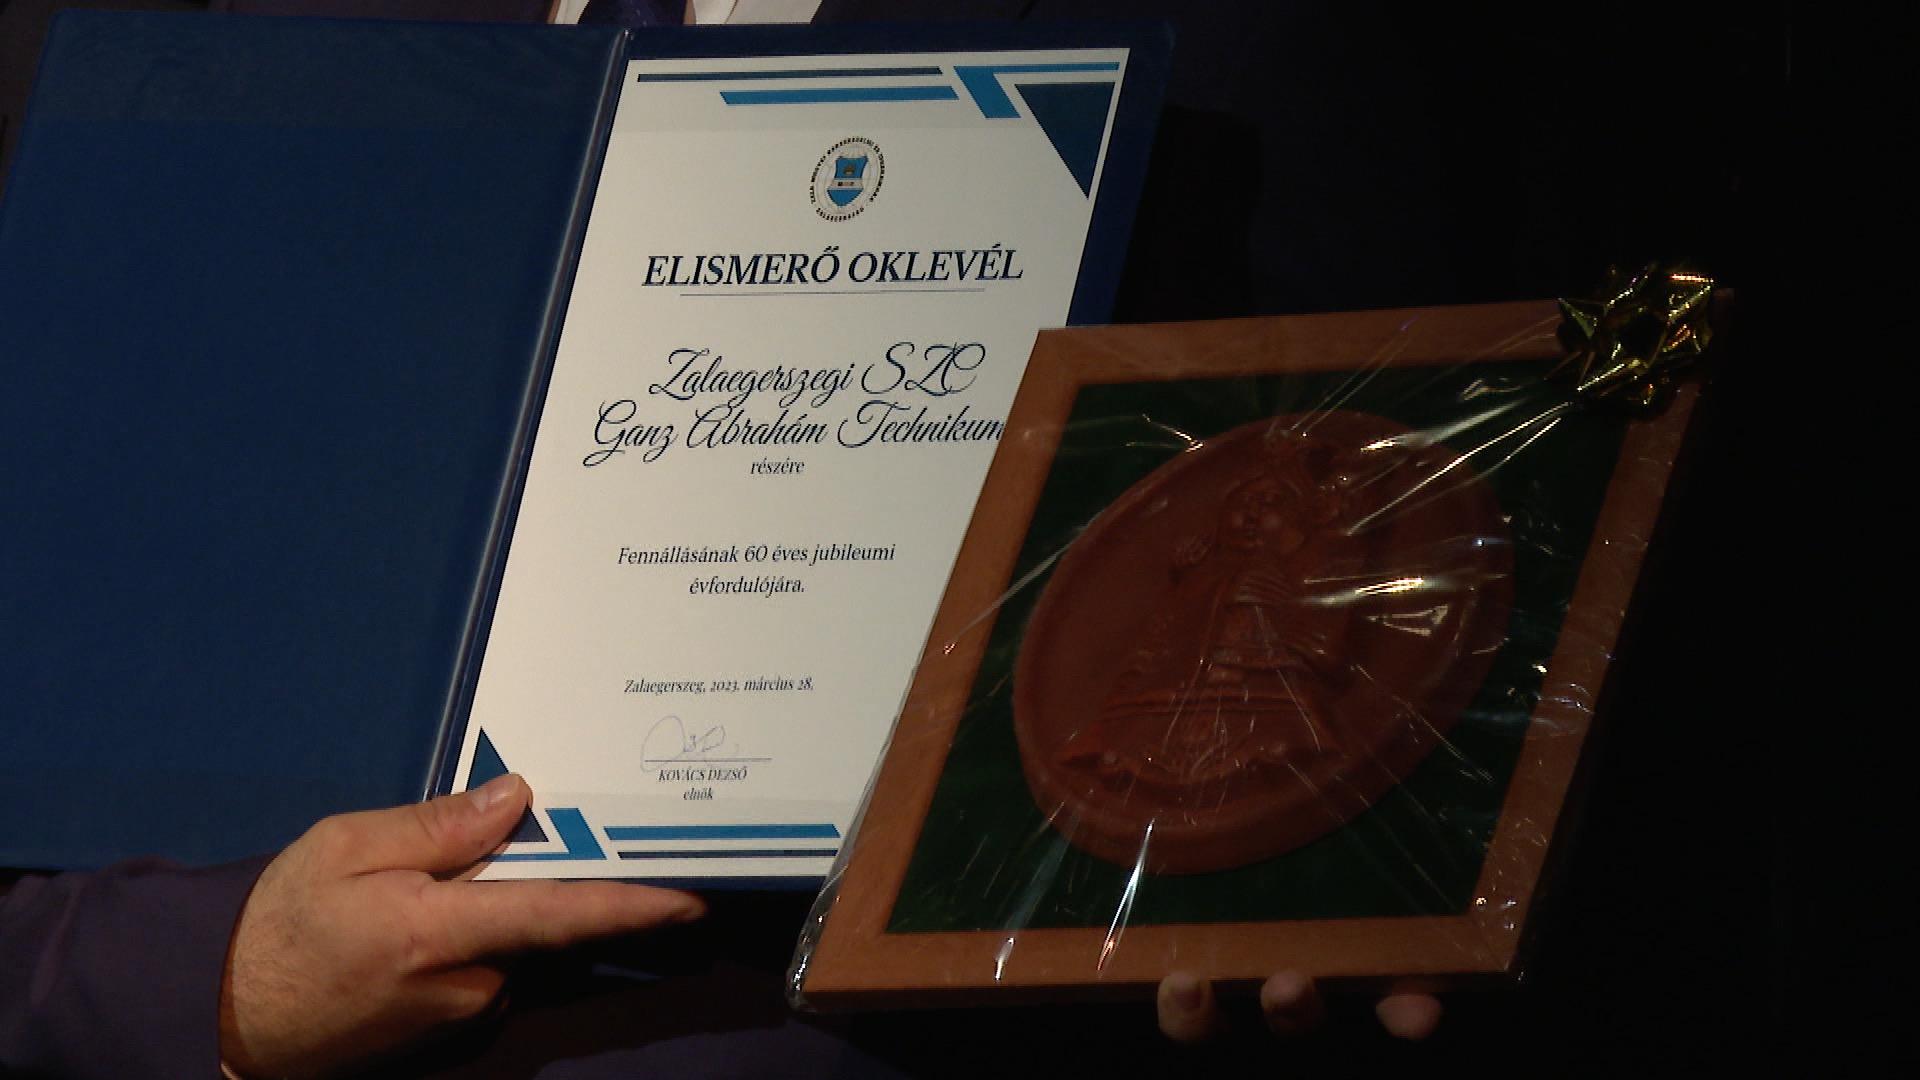 ELISMERŐ OKLEVÉL
Zalaegerszegi SZC
Ganz Ábrahám Technikum
részére
Fennállásának 60 éves jubileumi
évfordulójára.
Zalaegerszeg, 2023. március 28.
KOVÁCS DEZSŐ
elnök